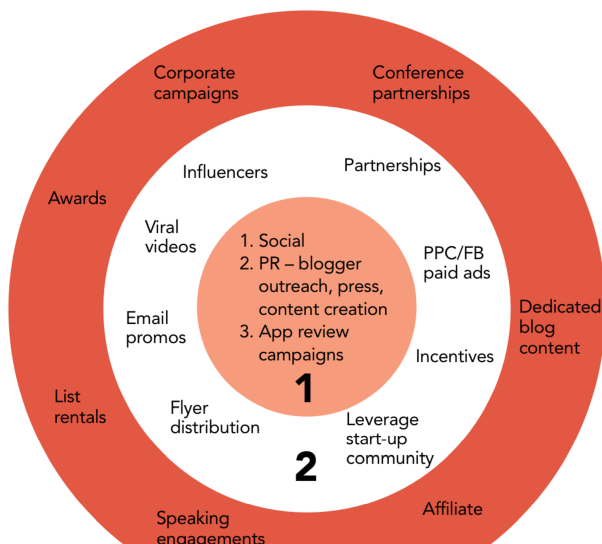 Corporate
campaigns
Conference
partnerships
Influencers
Partnerships
Awards
Viral
videos
1. Social
2. PR – blogger
outreach, press,
content creation
3. App review
campaigns
1
PPC/FB
paid ads
Email
promos
Dedicated
blog
content
Incentives
List
rentals
Flyer
distribution
Leverage
start-up
community
2
Affiliate
Speaking
engagements